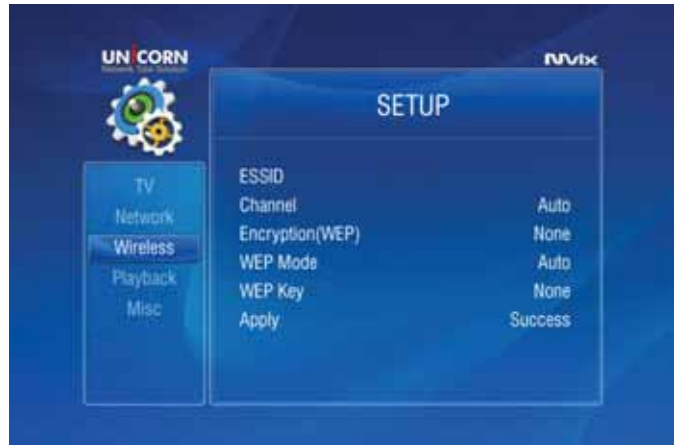 UNiCORN
NVix
SETUP
TV
Network
Wireless
Playback
Misc
ESSID
Channel Auto
Encryption(WEP) None
WEP Mode Auto
WEP Key None
Apply Success